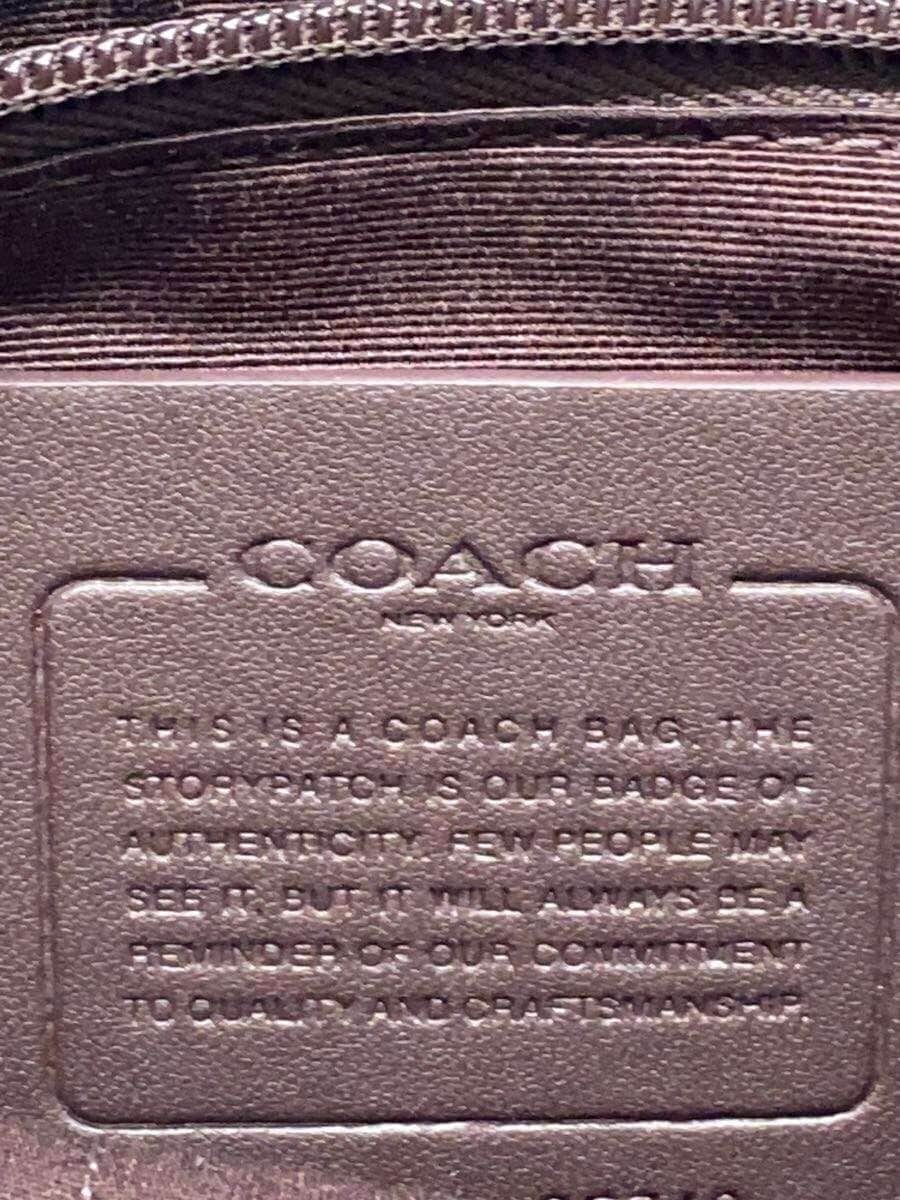 COACH
NEW YORK
THIS IS A COACH BAG. THE
STORYPATCH IS OUR BADGE OF
AUTHENTICITY. FEW PEOPLE MAY
SEE IT, BUT IT WILL ALWAYS BE A
REMINDER OF OUR COMMITMENT
TO QUALITY AND CRAFTSMANSHIP.